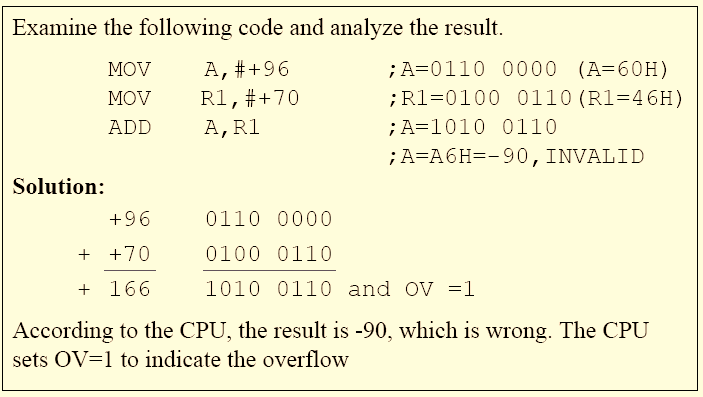 Examine the following code and analyze the result.
MOV A,#+96 ;A=0110 0000 (A=60H)
MOV R1,#+70 ;R1=0100 0110(R1=46H)
ADD A,R1 ;A=1010 0110
;A=A6H=-90,INVALID
Solution:
+96 0110 0000
+ +70 0100 0110
+ 166 1010 0110 and OV =1
According to the CPU, the result is -90, which is wrong. The CPU
sets OV=1 to indicate the overflow